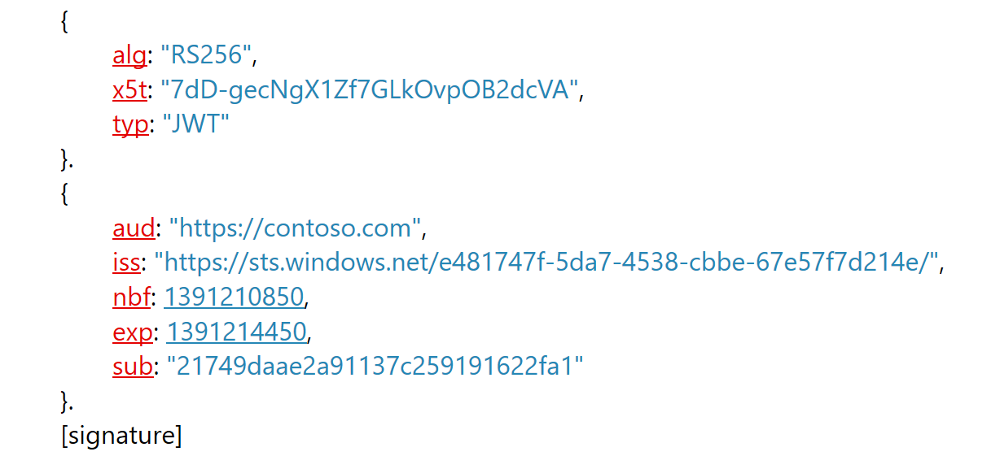 {
alg: "RS256",
x5t: "7dD-gecNgX1Zf7GLkOvpOB2dcVA",
typ: "JWT"
}.
{
aud: "https://contoso.com",
iss: "https://sts.windows.net/e481747f-5da7-4538-cbbe-67e57f7d214e/",
nbf: 1391210850,
exp: 1391214450,
sub: "21749daae2a91137c259191622fa1"
}.
[signature]